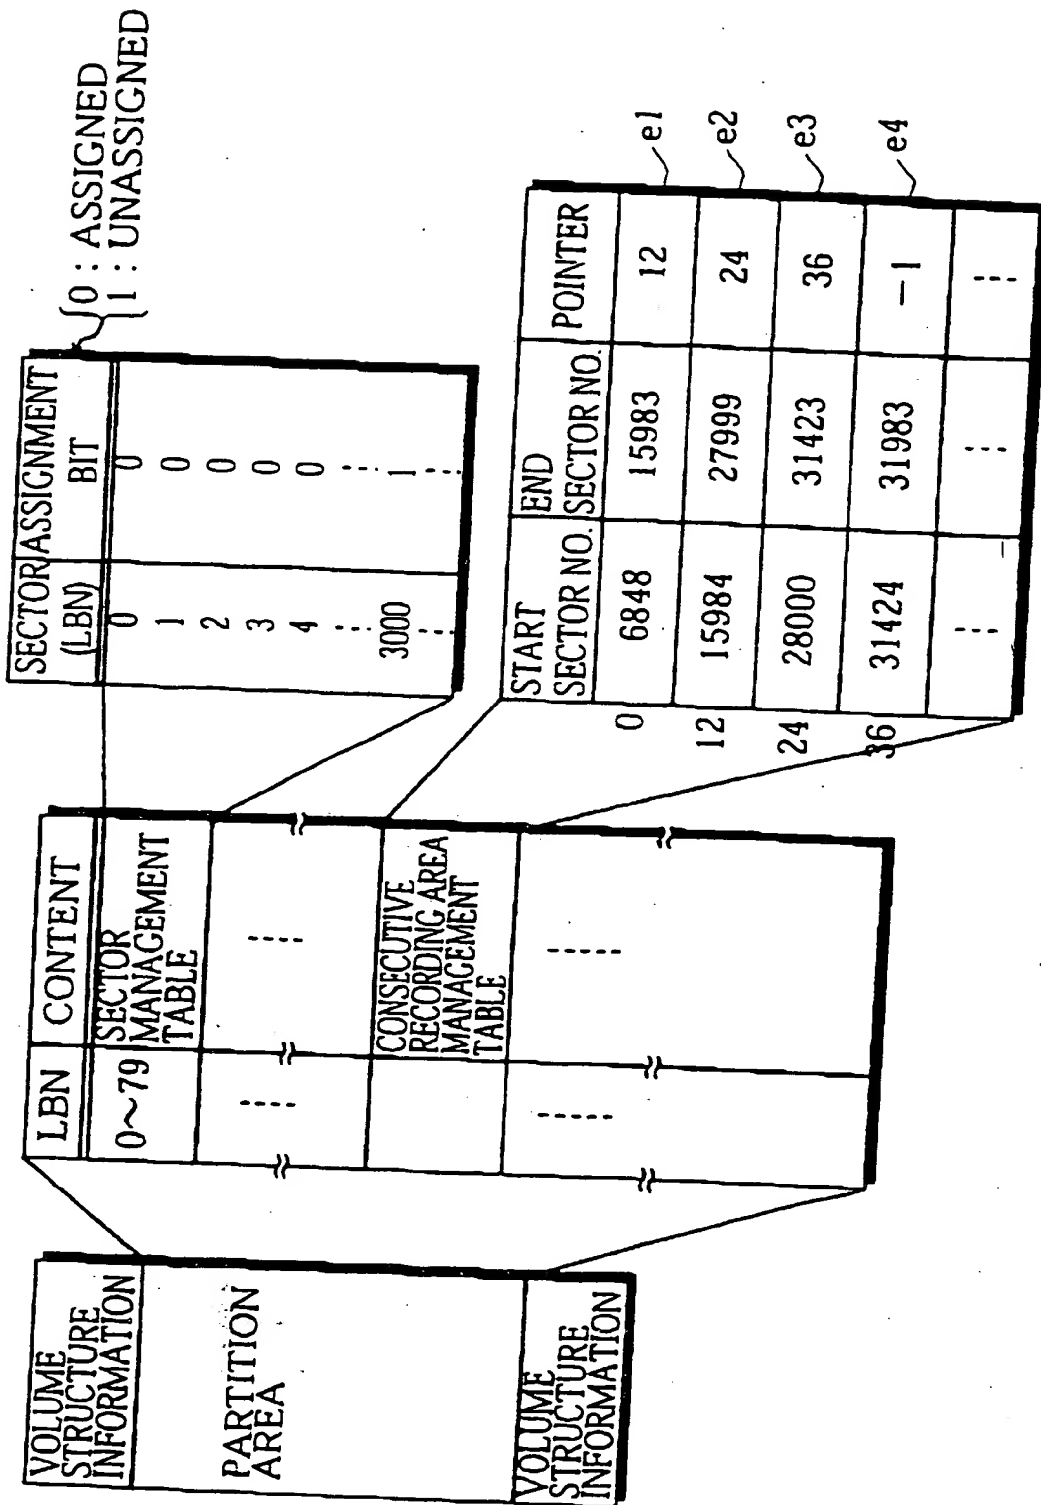 VOLUME
STRUCTURE
INFORMATION
PARTITION
AREA
VOLUME
STRUCTURE
INFORMATION
LBN CONTENT
0~79 SECTOR
MANAGEMENT
TABLE
CONSECUTIVE
RECORDING AREA
MANAGEMENT
TABLE
SECTOR ASSIGNMENT
(LBN) BIT
0 0
1 0
2 0
3 0
4 0
3000 1
0 : ASSIGNED
1 : UNASSIGNED
START END POINTER
SECTOR NO. SECTOR NO.
0 6848 15983 12 e1
12 15984 27999 24 e2
24 28000 31423 36 e3
36 31424 31983 −1 e4